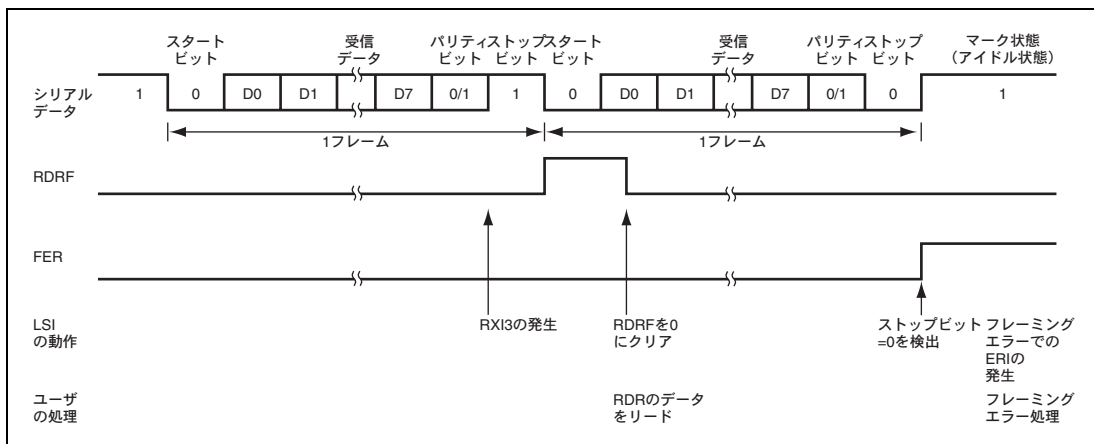 スタート
ビット
受信
データ
パリティ
ビット
ストップ
ビット
スタート
ビット
受信
データ
パリティ
ビット
ストップ
ビット
マーク状態
（アイドル状態）
シリアル
データ
1 0 D0 D1 D7 0/1 1 0 D0 D1 D7 0/1 0 1
1フレーム 1フレーム
RDRF
FER
LSI
の動作
RXI3の発生
RDRFを0
にクリア
ストップビット
=0を検出
フレーミング
エラーでの
ERIの
発生
ユーザ
の処理
RDRのデータ
をリード
フレーミング
エラー処理